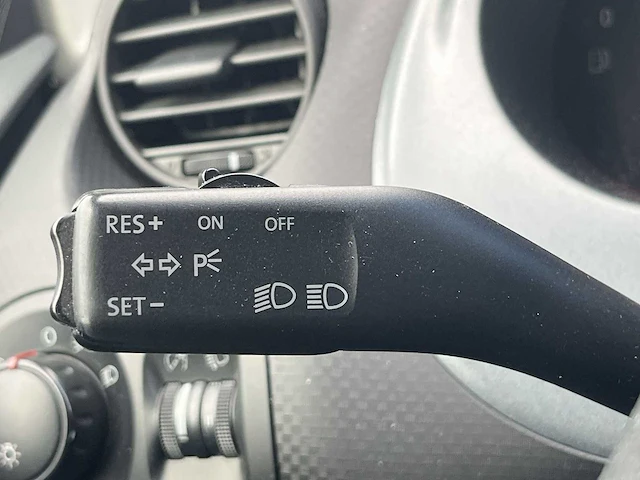 RES+ ON OFF
P
SET-